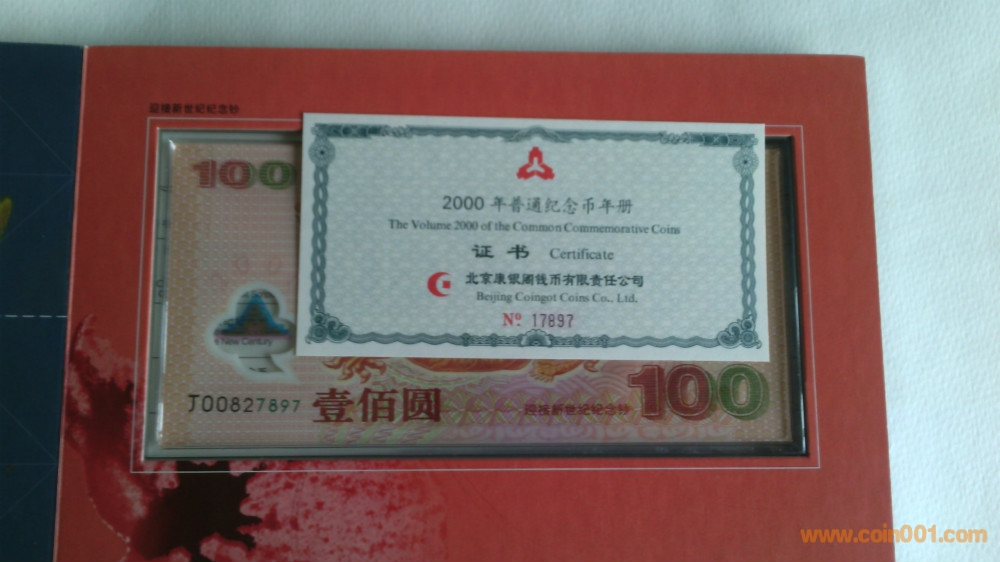 迎接新世纪纪念钞
100
2000 年普通纪念币年册
The Volume 2000 of the Common Commemorative Coins
证 书 Certificate
北京康银阁钱币有限责任公司
Beijing Coingot Coins Co., Ltd.
Nº 17897
New Century
J00827897
壹佰圆
迎接新世纪纪念钞
100
www.coin001.com